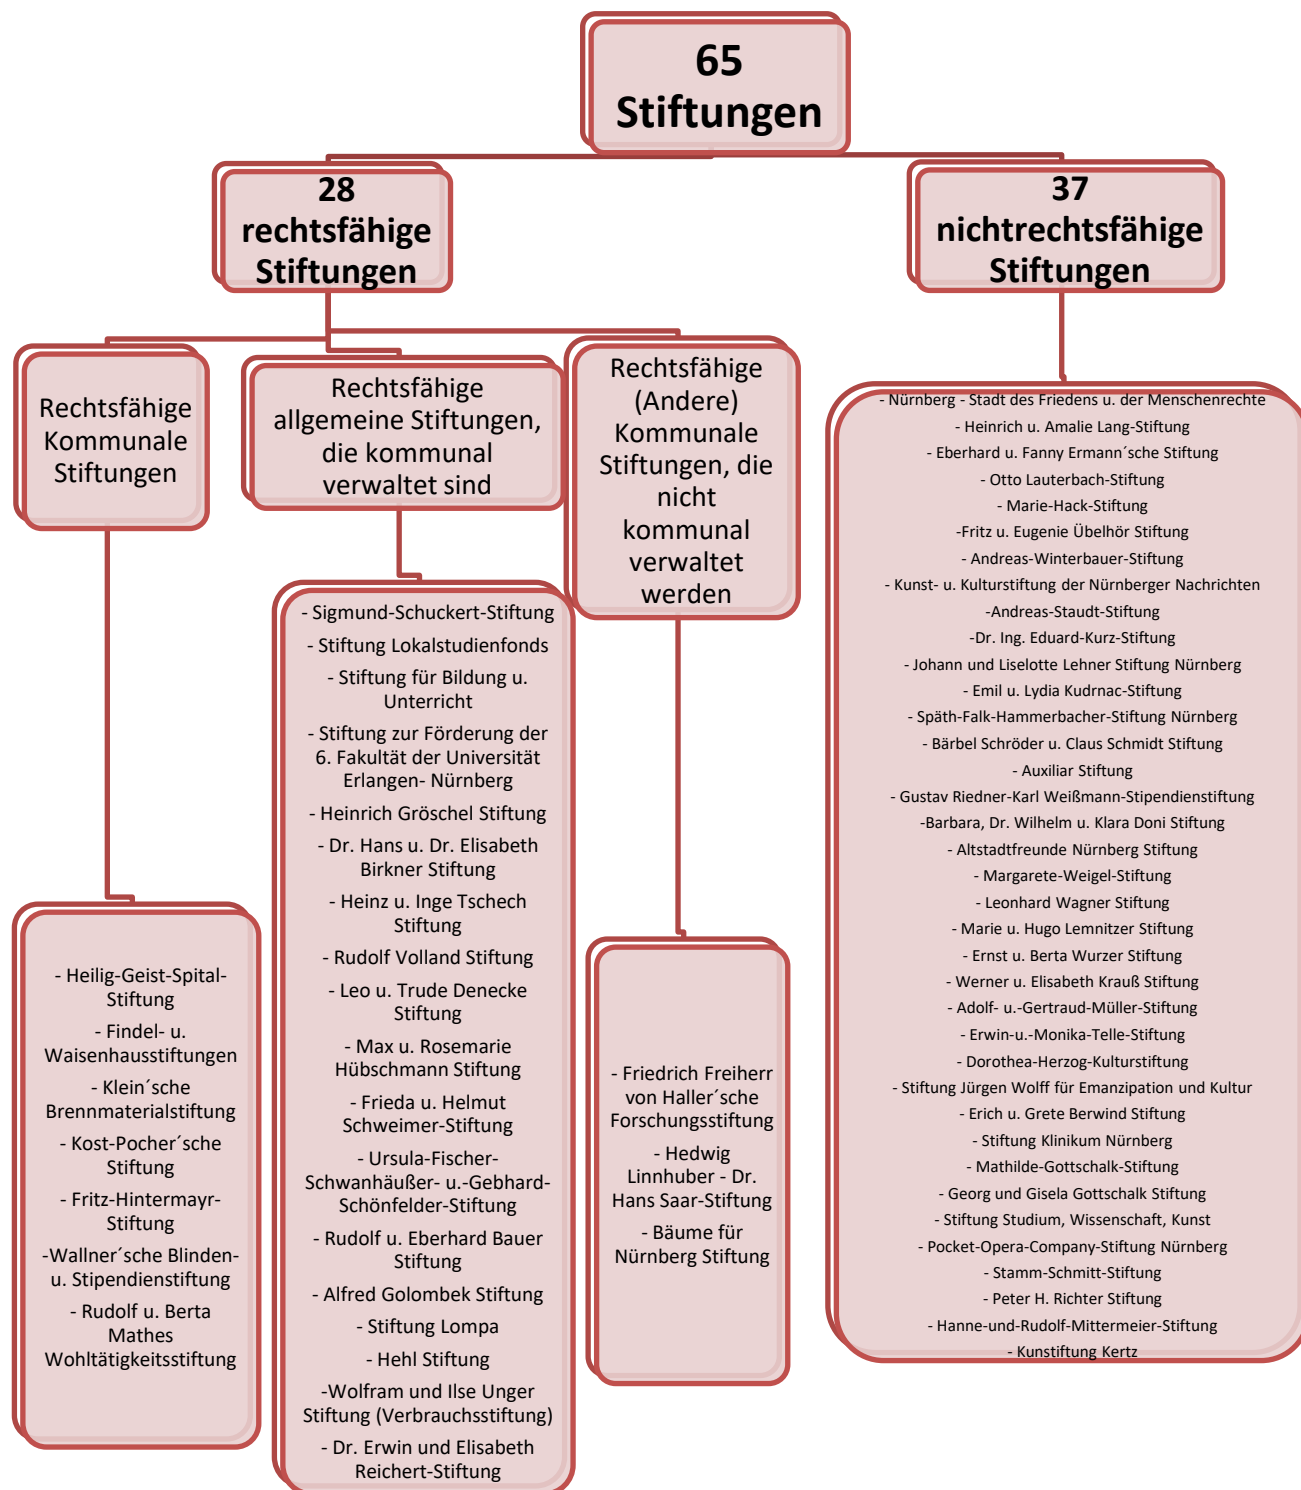 65
Stiftungen
28
rechtsfähige
Stiftungen
37
nichtrechtsfähige
Stiftungen
Rechtsfähige
Kommunale
Stiftungen
Rechtsfähige
allgemeine Stiftungen,
die kommunal
verwaltet sind
Rechtsfähige
(Andere)
Kommunale
Stiftungen, die
nicht
kommunal
verwaltet
werden
- Heilig-Geist-Spital-
Stiftung
- Findel- u.
Waisenhausstiftungen
- Klein´sche
Brennmaterialstiftung
- Kost-Pocher´sche
Stiftung
- Fritz-Hintermayr-
Stiftung
-Wallner´sche Blinden-
u. Stipendienstiftung
- Rudolf u. Berta
Mathes
Wohltätigkeitsstiftung
- Sigmund-Schuckert-Stiftung
- Stiftung Lokalstudienfonds
- Stiftung für Bildung u.
Unterricht
- Stiftung zur Förderung der
6. Fakultät der Universität
Erlangen- Nürnberg
- Heinrich Gröschel Stiftung
- Dr. Hans u. Dr. Elisabeth
Birkner Stiftung
- Heinz u. Inge Tschech
Stiftung
- Rudolf Volland Stiftung
- Leo u. Trude Denecke
Stiftung
- Max u. Rosemarie
Hübschmann Stiftung
- Frieda u. Helmut
Schweimer-Stiftung
- Ursula-Fischer-
Schwanhäußer- u.-Gebhard-
Schönfelder-Stiftung
- Rudolf u. Eberhard Bauer
Stiftung
- Alfred Golombek Stiftung
- Stiftung Lompa
- Hehl Stiftung
-Wolfram und Ilse Unger
Stiftung (Verbrauchsstiftung)
- Dr. Erwin und Elisabeth
Reichert-Stiftung
- Friedrich Freiherr
von Haller´sche
Forschungsstiftung
- Hedwig
Linnhuber - Dr.
Hans Saar-Stiftung
- Bäume für
Nürnberg Stiftung
- Nürnberg - Stadt des Friedens u. der Menschenrechte
- Heinrich u. Amalie Lang-Stiftung
- Eberhard u. Fanny Ermann´sche Stiftung
- Otto Lauterbach-Stiftung
- Marie-Hack-Stiftung
-Fritz u. Eugenie Übelhör Stiftung
- Andreas-Winterbauer-Stiftung
- Kunst- u. Kulturstiftung der Nürnberger Nachrichten
-Andreas-Staudt-Stiftung
-Dr. Ing. Eduard-Kurz-Stiftung
- Johann und Liselotte Lehner Stiftung Nürnberg
- Emil u. Lydia Kudrnac-Stiftung
- Späth-Falk-Hammerbacher-Stiftung Nürnberg
- Bärbel Schröder u. Claus Schmidt Stiftung
- Auxiliar Stiftung
- Gustav Riedner-Karl Weißmann-Stipendienstiftung
-Barbara, Dr. Wilhelm u. Klara Doni Stiftung
- Altstadtfreunde Nürnberg Stiftung
- Margarete-Weigel-Stiftung
- Leonhard Wagner Stiftung
- Marie u. Hugo Lemnitzer Stiftung
- Ernst u. Berta Wurzer Stiftung
- Werner u. Elisabeth Krauß Stiftung
- Adolf- u.-Gertraud-Müller-Stiftung
- Erwin-u.-Monika-Telle-Stiftung
- Dorothea-Herzog-Kulturstiftung
- Stiftung Jürgen Wolff für Emanzipation und Kultur
- Erich u. Grete Berwind Stiftung
- Stiftung Klinikum Nürnberg
- Mathilde-Gottschalk-Stiftung
- Georg und Gisela Gottschalk Stiftung
- Stiftung Studium, Wissenschaft, Kunst
- Pocket-Opera-Company-Stiftung Nürnberg
- Stamm-Schmitt-Stiftung
- Peter H. Richter Stiftung
- Hanne-und-Rudolf-Mittermeier-Stiftung
- Kunstiftung Kertz